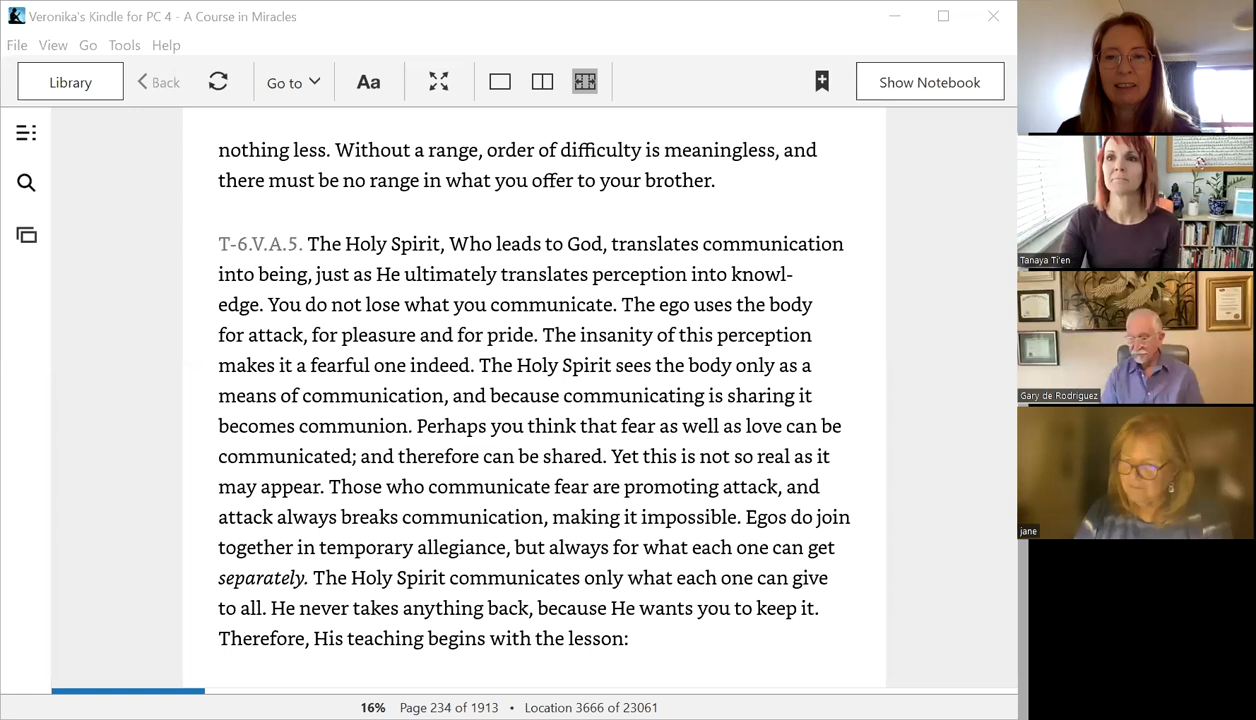 Veronika's Kindle for PC 4 - A Course in Miracles
File View Go Tools Help
Library
Back
Go to
Aa
Show Notebook
nothing less. Without a range, order of difficulty is meaningless, and
there must be no range in what you offer to your brother.
T-6.V.A.5. The Holy Spirit, Who leads to God, translates communication
into being, just as He ultimately translates perception into knowl-
edge. You do not lose what you communicate. The ego uses the body
for attack, for pleasure and for pride. The insanity of this perception
makes it a fearful one indeed. The Holy Spirit sees the body only as a
means of communication, and because communicating is sharing it
becomes communion. Perhaps you think that fear as well as love can be
communicated; and therefore can be shared. Yet this is not so real as it
may appear. Those who communicate fear are promoting attack, and
attack always breaks communication, making it impossible. Egos do join
together in temporary allegiance, but always for what each one can get
separately. The Holy Spirit communicates only what each one can give
to all. He never takes anything back, because He wants you to keep it.
Therefore, His teaching begins with the lesson:
16% Page 234 of 1913 • Location 3666 of 23061
Tanaya Ti'en
Gary de Rodriguez
jane